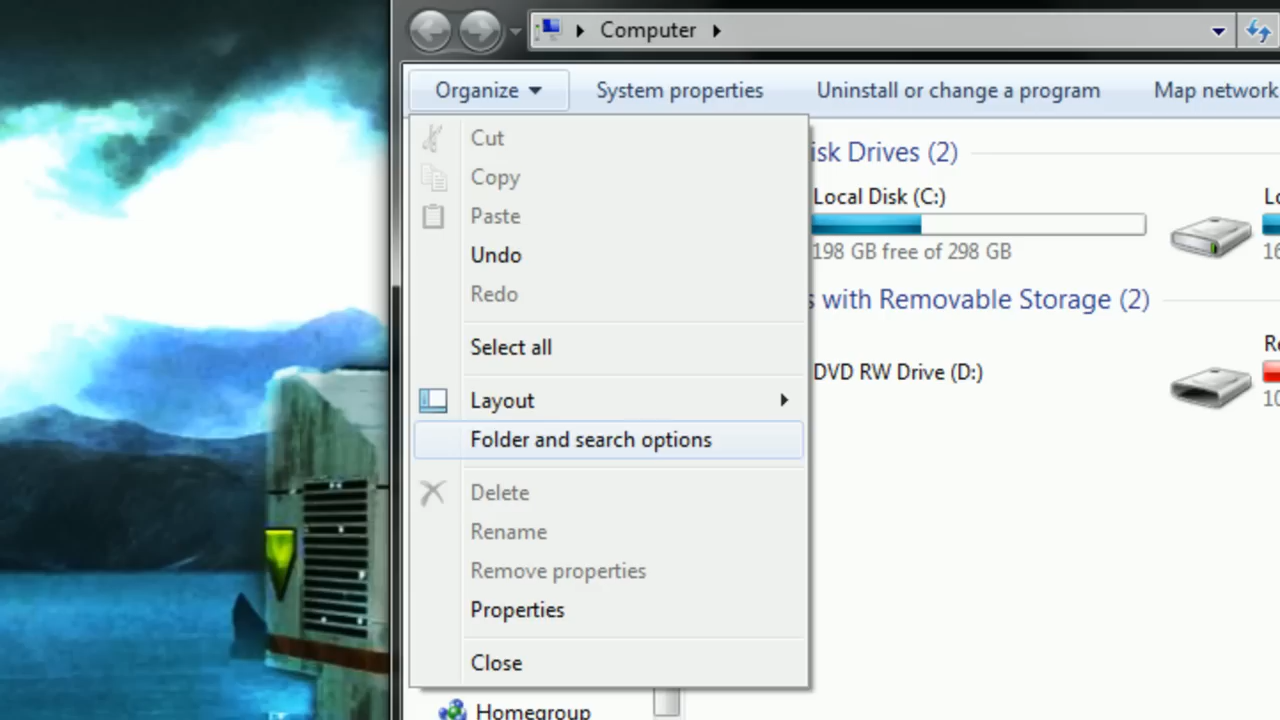 Computer
Organize
System properties
Uninstall or change a program
Map network
Cut
Copy
Paste
Undo
Redo
Select all
Layout
Folder and search options
Delete
Rename
Remove properties
Properties
Close
isk Drives (2)
Local Disk (C:)
198 GB free of 298 GB
s with Removable Storage (2)
DVD RW Drive (D:)
Homegroup